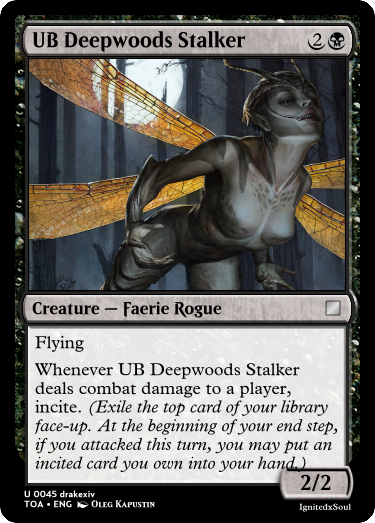 UB Deepwoods Stalker 2
Creature — Faerie Rogue
Flying
Whenever UB Deepwoods Stalker
deals combat damage to a player,
incite. (Exile the top card of your library
face-up. At the beginning of your end step,
if you attacked this turn, you may put an
incited card you own into your hand.)
2/2
U 0045 drakexiv
TOA • ENG Oleg Kapustin
IgnitedxSoul